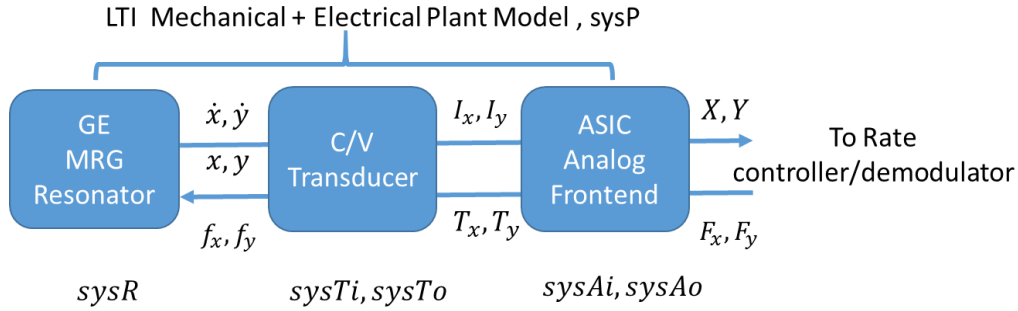 LTI Mechanical + Electrical Plant Model , sysP
GE
MRG
Resonator
ẋ, ẏ
x, y
f_x, f_y
C/V
Transducer
I_x, I_y
T_x, T_y
ASIC
Analog
Frontend
X, Y
F_x, F_y
To Rate
controller/demodulator
sysR
sysTi, sysTo
sysAi, sysAo